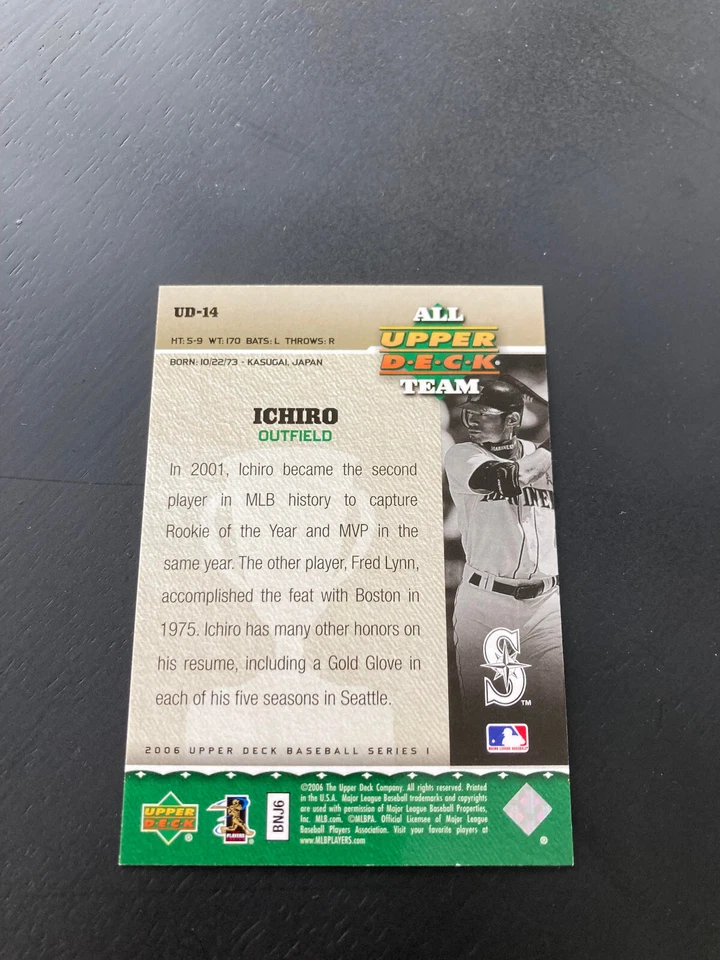 UD-14
ALL
UPPER
D·E·C·K·
TEAM
HT: 5-9 WT: 170 BATS: L THROWS: R
BORN: 10/22/73 - KASUGAI, JAPAN
ICHIRO
OUTFIELD
In 2001, Ichiro became the second
player in MLB history to capture
Rookie of the Year and MVP in the
same year. The other player, Fred Lynn,
accomplished the feat with Boston in
1975. Ichiro has many other honors on
his resume, including a Gold Glove in
each of his five seasons in Seattle.
S
TM
2006 UPPER DECK BASEBALL SERIES I
UPPER
D·E·C·K
®
PLAYERS
BNJ6
©2006 The Upper Deck Company. All rights reserved. Printed
in the U.S.A. Major League Baseball trademarks and copyrights
are used with permission of Major League Baseball Properties,
Inc. MLB.com. ©MLBPA. Official Licensee of Major League
Baseball Players Association. Visit your favorite players at
www.MLBPLAYERS.com
®